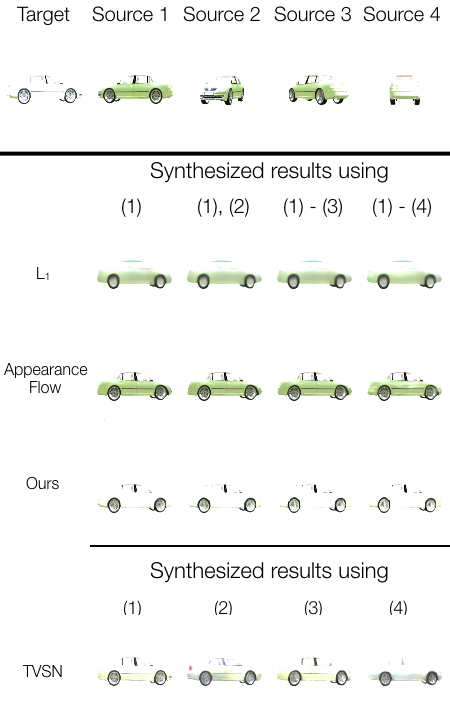 Target Source 1 Source 2 Source 3 Source 4
Synthesized results using
(1) (1), (2) (1) - (3) (1) - (4)
L₁
Appearance
Flow
Ours
Synthesized results using
(1) (2) (3) (4)
TVSN